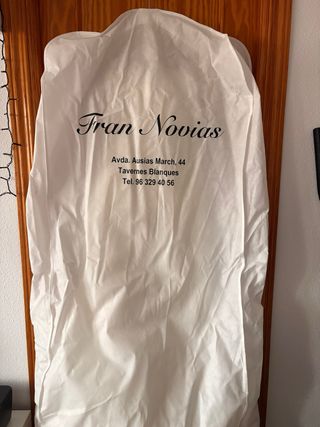 Fran Novias
Avda. Ausias March, 44
Tavernes Blanques
Tel. 96 329 40 56